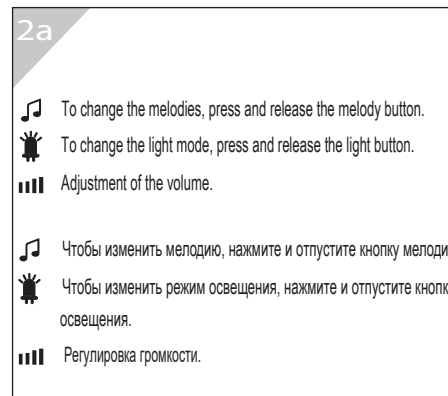 2a
To change the melodies, press and release the melody button.
To change the light mode, press and release the light button.
Adjustment of the volume.
Чтобы изменить мелодию, нажмите и отпустите кнопку мелоди
Чтобы изменить режим освещения, нажмите и отпустите кнопк
освещения.
Регулировка громкости.